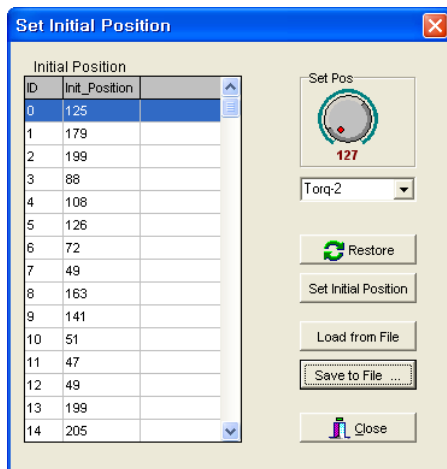 Set Initial Position
Initial Position
ID Init_Position
0 125
1 179
2 199
3 88
4 108
5 126
6 72
7 49
8 163
9 141
10 51
11 47
12 49
13 199
14 205
Set Pos
127
Torq-2
Restore
Set Initial Position
Load from File
Save to File ...
Close